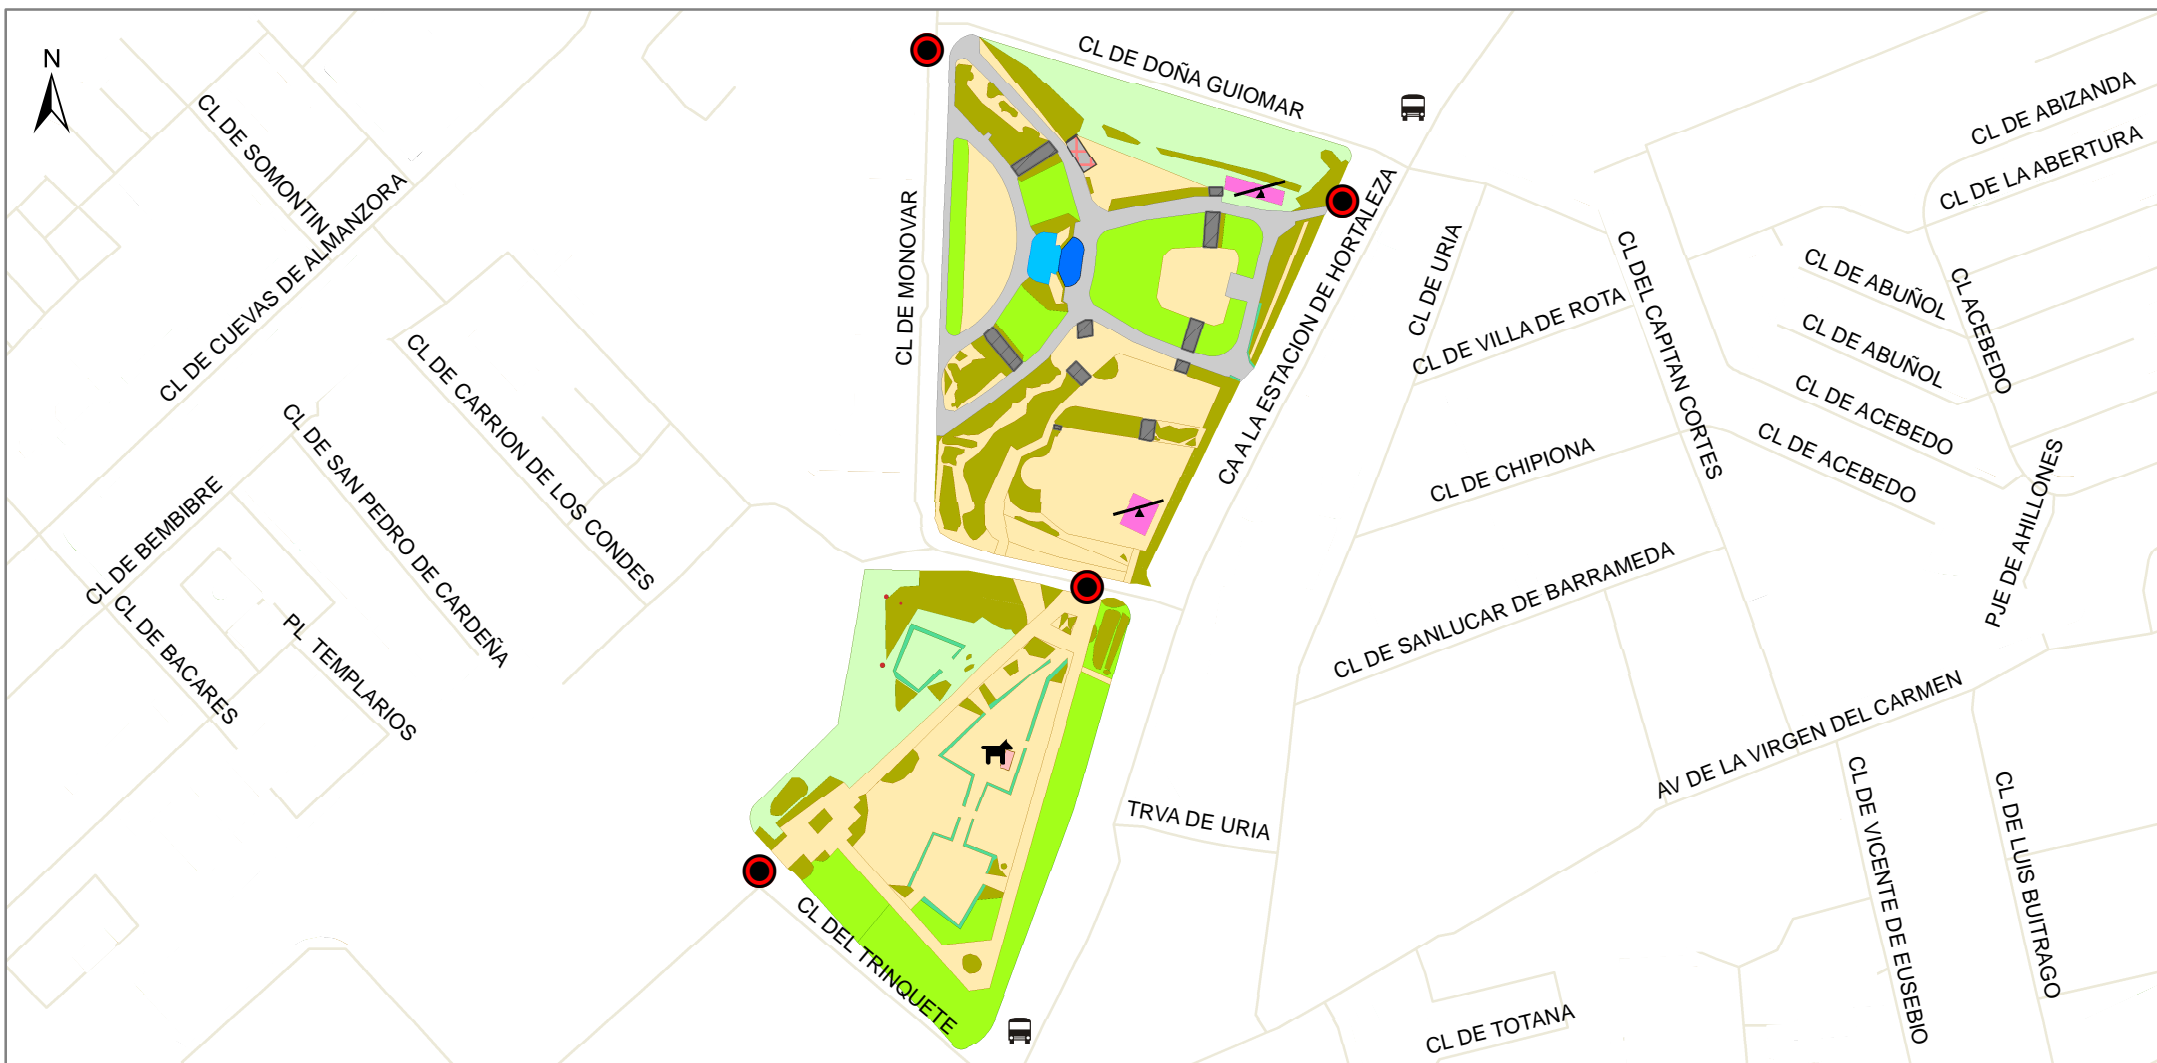 N
CL DE DOÑA GUIOMAR
CL DE ABIZANDA
CL DE LA ABERTURA
CL DE SOMONTIN
CL DE CUEVAS DE ALMANZORA
CL DE MONOVAR
CA A LA ESTACION DE HORTALEZA
CL DE URIA
CL DE VILLA DE ROTA
CL DEL CAPITAN CORTES
CL DE ABUÑOL
CL ACEBEDO
CL DE ABUÑOL
CL DE ACEBEDO
CL DE ACEBEDO
CL DE CARRION DE LOS CONDES
CL DE SAN PEDRO DE CARDEÑA
CL DE CHIPIONA
PJE DE AHILLONES
CL DE BEMBIBRE
CL DE BACARES
PL TEMPLARIOS
CL DE SANLUCAR DE BARRAMEDA
AV DE LA VIRGEN DEL CARMEN
TRVA DE URIA
CL DE VICENTE DE EUSEBIO
CL DE LUIS BUITRAGO
CL DEL TRINQUETE
CL DE TOTANA